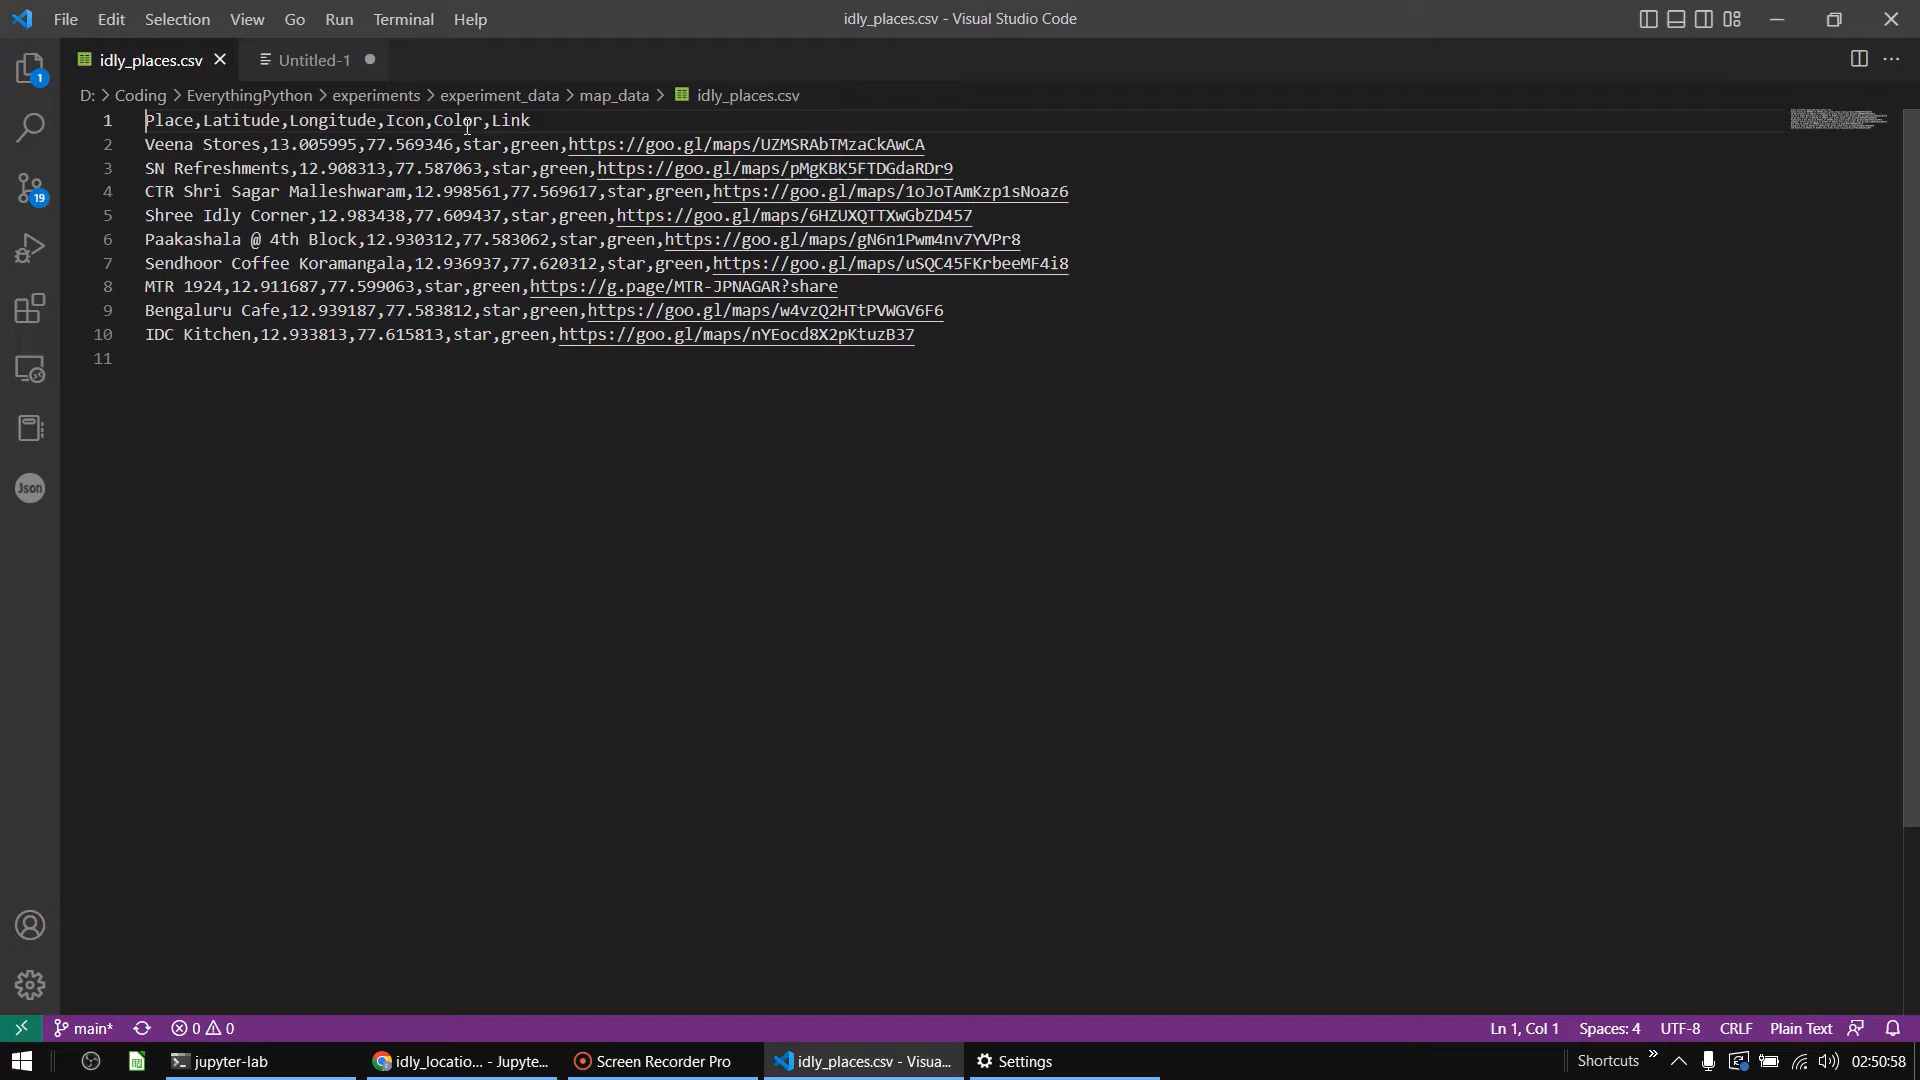 File Edit Selection View Go Run Terminal Help
idly_places.csv - Visual Studio Code
idly_places.csv
Untitled-1
D: > Coding > EverythingPython > experiments > experiment_data > map_data > idly_places.csv
1 Place,Latitude,Longitude,Icon,Color,Link
2 Veena Stores,13.005995,77.569346,star,green,https://goo.gl/maps/UZMSRAbTMzaCkAwCA
3 SN Refreshments,12.908313,77.587063,star,green,https://goo.gl/maps/pMgKBK5FTDGdaRDr9
4 CTR Shri Sagar Malleshwaram,12.998561,77.569617,star,green,https://goo.gl/maps/1oJoTAmKzp1sNoaz6
5 Shree Idly Corner,12.983438,77.609437,star,green,https://goo.gl/maps/6HZUXQTTXwGbZD457
6 Paakashala @ 4th Block,12.930312,77.583062,star,green,https://goo.gl/maps/gN6n1Pwm4nv7YVPr8
7 Sendhoor Coffee Koramangala,12.936937,77.620312,star,green,https://goo.gl/maps/uSQC45FKrbeeMF4i8
8 MTR 1924,12.911687,77.599063,star,green,https://g.page/MTR-JPNAGAR?share
9 Bengaluru Cafe,12.939187,77.583812,star,green,https://goo.gl/maps/w4vzQ2HTtPVWGV6F6
10 IDC Kitchen,12.933813,77.615813,star,green,https://goo.gl/maps/nYEocd8X2pKtuzB37
11
1
19
Json
main* 0 0
Ln 1, Col 1 Spaces: 4 UTF-8 CRLF Plain Text
jupyter-lab
idly_locatio... - Jupyte...
Screen Recorder Pro
idly_places.csv - Visua...
Settings
Shortcuts
02:50:58